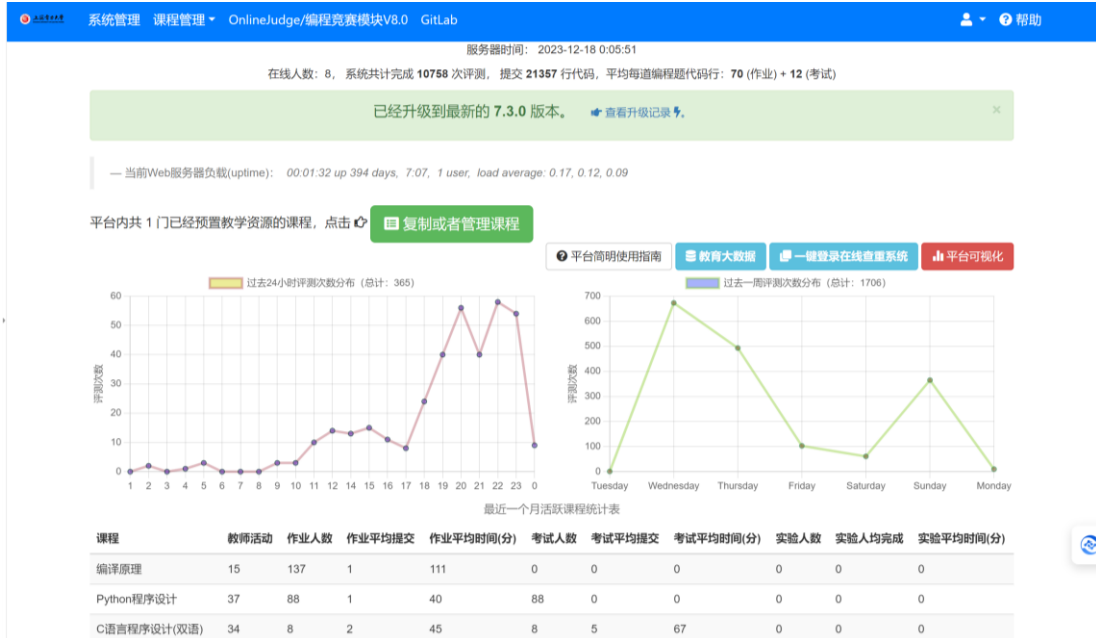 系统管理 课程管理 OnlineJudge/编程竞赛模块V8.0 GitLab 帮助
服务器时间： 2023-12-18 0:05:51
在线人数：8， 系统共计完成 10758 次评测， 提交 21357 行代码，平均每道编程题代码行：70 (作业) + 12 (考试)
已经升级到最新的 7.3.0 版本。 查看升级记录 。 ×
— 当前Web服务器负载(uptime)： 00:01:32 up 394 days, 7:07, 1 user, load average: 0.17, 0.12, 0.09
平台内共 1 门已经预置教学资源的课程，点击 复制或者管理课程
平台简明使用指南 教育大数据 一键登录在线查重系统 平台可视化
过去24小时评测次数分布（总计：365）
60
50
40
30
20
10
0
评测次数
1 2 3 4 5 6 7 8 9 10 11 12 13 14 15 16 17 18 19 20 21 22 23 0
过去一周评测次数分布（总计：1706）
700
600
500
400
300
200
100
0
评测次数
Tuesday Wednesday Thursday Friday Saturday Sunday Monday
最近一个月活跃课程统计表
课程 教师活动 作业人数 作业平均提交 作业平均时间(分) 考试人数 考试平均提交 考试平均时间(分) 实验人数 实验人均完成 实验平均时间(分)
编译原理 15 137 1 111 0 0 0 0 0 0
Python程序设计 37 88 1 40 88 0 0 0 0 0
C语言程序设计(双语) 34 8 2 45 8 5 67 0 0 0